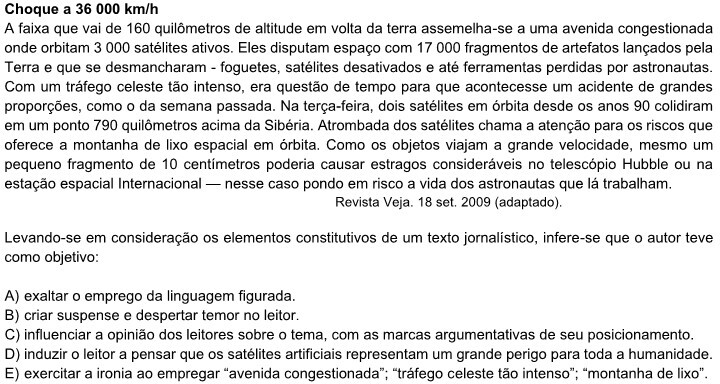 Choque a 36 000 km/h
A faixa que vai de 160 quilômetros de altitude em volta da terra assemelha-se a uma avenida congestionada
onde orbitam 3 000 satélites ativos. Eles disputam espaço com 17 000 fragmentos de artefatos lançados pela
Terra e que se desmancharam - foguetes, satélites desativados e até ferramentas perdidas por astronautas.
Com um tráfego celeste tão intenso, era questão de tempo para que acontecesse um acidente de grandes
proporções, como o da semana passada. Na terça-feira, dois satélites em órbita desde os anos 90 colidiram
em um ponto 790 quilômetros acima da Sibéria. Atrombada dos satélites chama a atenção para os riscos que
oferece a montanha de lixo espacial em órbita. Como os objetos viajam a grande velocidade, mesmo um
pequeno fragmento de 10 centímetros poderia causar estragos consideráveis no telescópio Hubble ou na
estação espacial Internacional — nesse caso pondo em risco a vida dos astronautas que lá trabalham.
Revista Veja. 18 set. 2009 (adaptado).
Levando-se em consideração os elementos constitutivos de um texto jornalístico, infere-se que o autor teve
como objetivo:
A) exaltar o emprego da linguagem figurada.
B) criar suspense e despertar temor no leitor.
C) influenciar a opinião dos leitores sobre o tema, com as marcas argumentativas de seu posicionamento.
D) induzir o leitor a pensar que os satélites artificiais representam um grande perigo para toda a humanidade.
E) exercitar a ironia ao empregar “avenida congestionada”; “tráfego celeste tão intenso”; “montanha de lixo”.